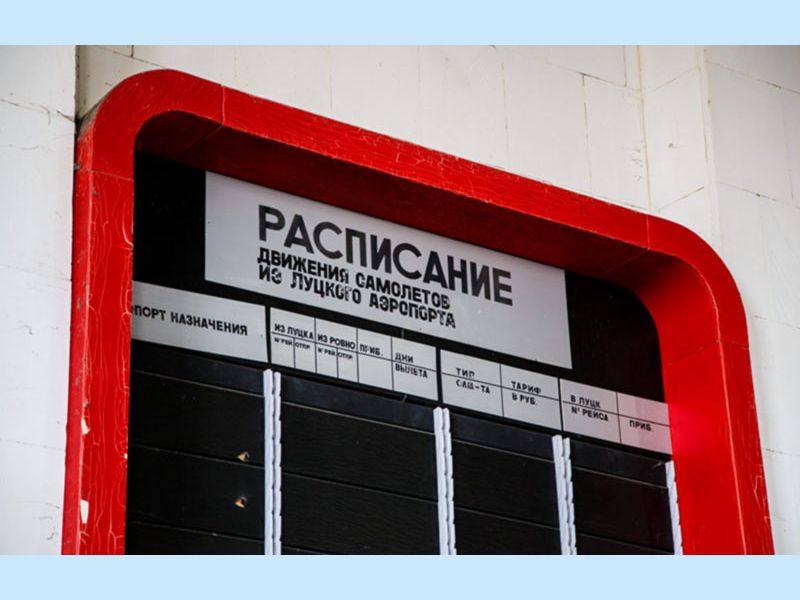 РАСПИСАНИЕ
ДВИЖЕНИЯ САМОЛЕТОВ
ИЗ ЛУЦКОГО АЭРОПОРТА
ПОРТ НАЗНАЧЕНИЯ
ИЗ ЛУЦКА
№ РЕЙ ОТПР.
ИЗ РОВНО
№ РЕЙ ОТПР.
ПРИБ.
ДНИ
ВЫЛЕТА
ТИП
САМ-ТА
ТАРИФ
В РУБ.
В ЛУЦК
№ РЕЙСА
ПРИБ.